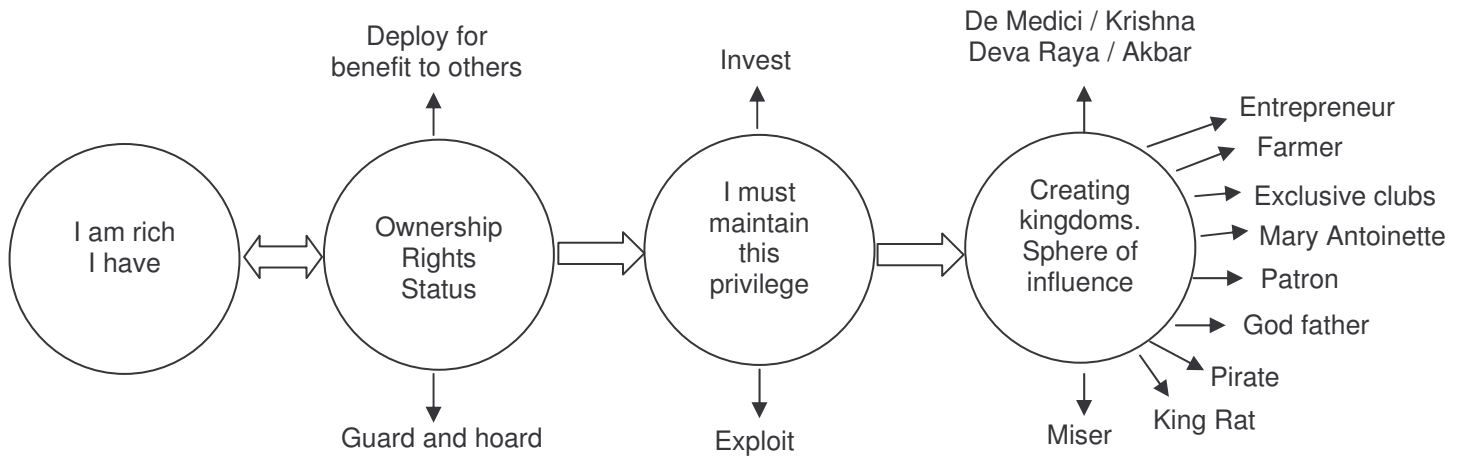 De Medici / Krishna
Deva Raya / Akbar
Deploy for
benefit to others
Invest
Entrepreneur
Farmer
Exclusive clubs
Mary Antoinette
Patron
God father
Pirate
King Rat
I am rich
I have
Ownership
Rights
Status
I must
maintain
this
privilege
Creating
kingdoms.
Sphere of
influence
Guard and hoard
Exploit
Miser